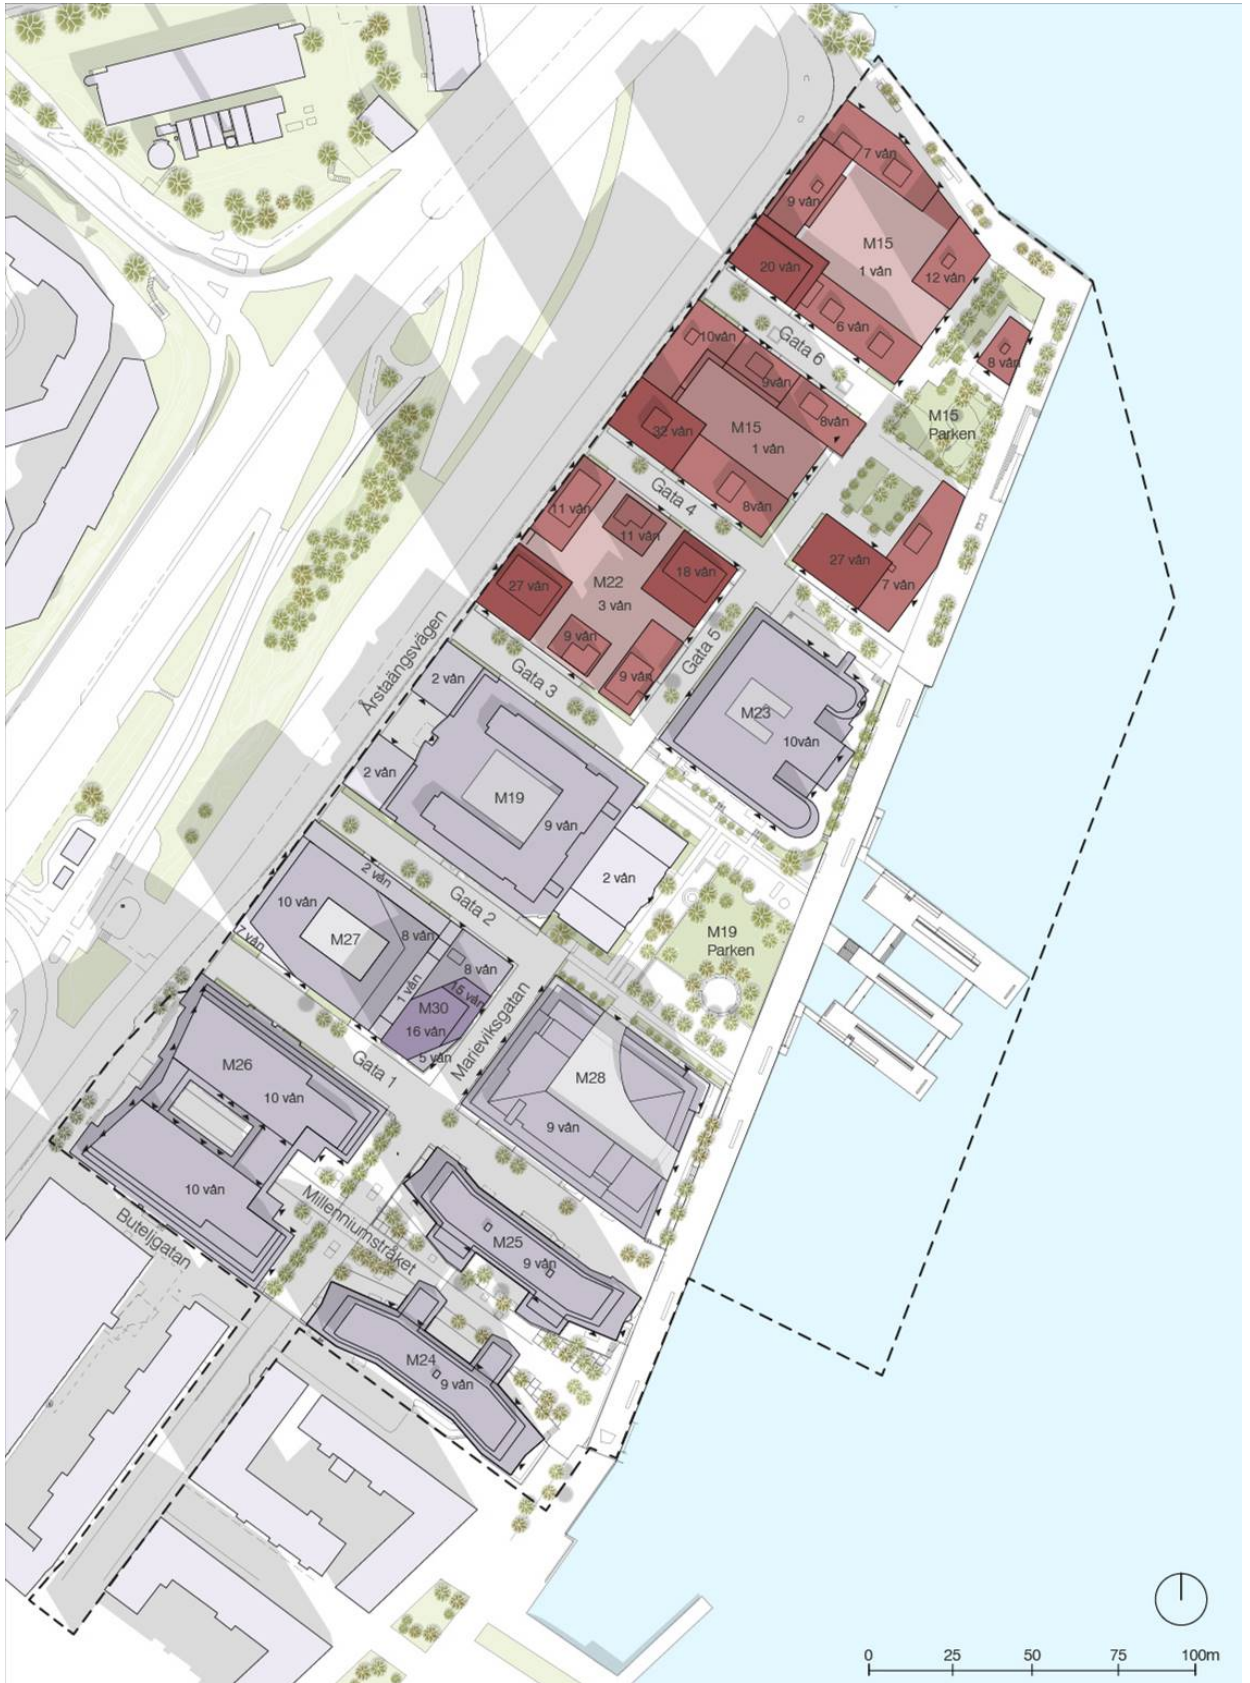 7 vån
9 vån
M15
1 vån
20 vån
12 vån
6 vån
Gata 6
8 vån
10vån
9vån
M15
Parken
8vån
M15
1 vån
32 vån
8vån
Gata 4
11 vån
11 vån
27 vån
7 vån
18 vån
M22
3 vån
27 vån
9 vån
9 vån
Gata 5
Årstaängsvägen
Gata 3
2 vån
M23
10vån
2 vån
M19
9 vån
2 vån
2 vån
10 vån
Gata 2
M19
Parken
7 vån
M27
8 vån
8 vån
1 vån
15 vån
M30
16 vån
5 vån
Marieviksgatan
Gata 1
M28
9 vån
M26
10 vån
10 vån
Millenniumstråket
Buteljgatan
M25
9 vån
M24
9 vån
0 25 50 75 100m